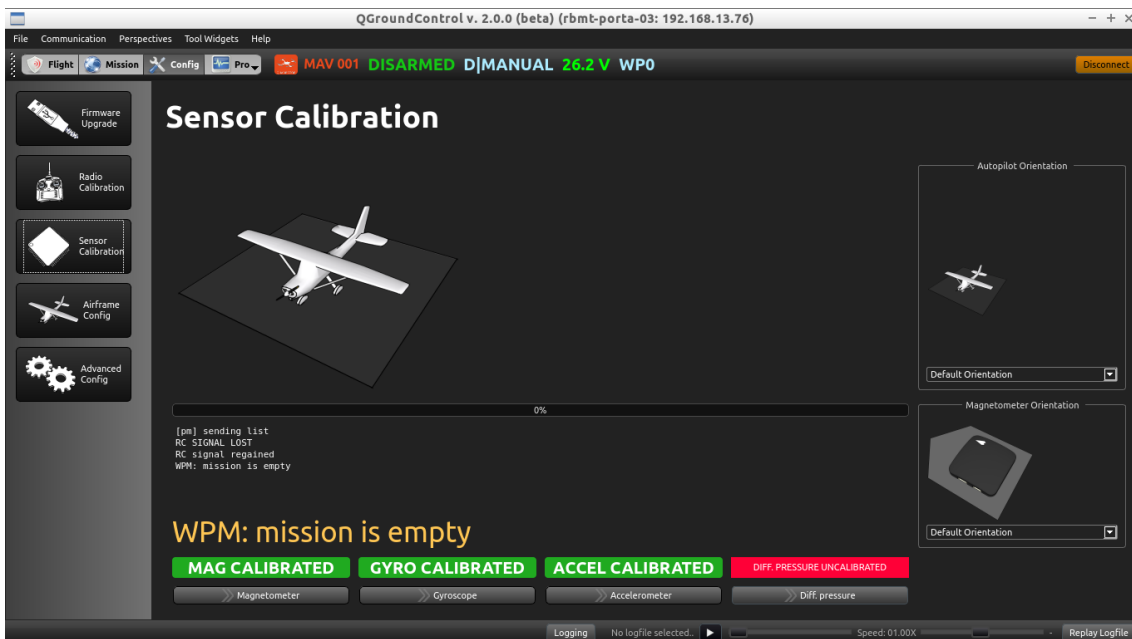 QGroundControl v. 2.0.0 (beta) (rbmt-porta-03: 192.168.13.76)
File Communication Perspectives Tool Widgets Help
Flight Mission Config Pro MAV 001 DISARMED D|MANUAL 26.2 V WP0 Disconnect
Firmware
Upgrade
Radio
Calibration
Sensor
Calibration
Airframe
Config
Advanced
Config
Sensor Calibration
0%
[pm] sending list
RC SIGNAL LOST
RC signal regained
WPM: mission is empty
WPM: mission is empty
MAG CALIBRATED GYRO CALIBRATED ACCEL CALIBRATED DIFF. PRESSURE UNCALIBRATED
Magnetometer Gyroscope Accelerometer Diff. pressure
Autopilot Orientation
Default Orientation
Magnetometer Orientation
Default Orientation
Logging No logfile selected.. Speed: 01.00X - Replay Logfile